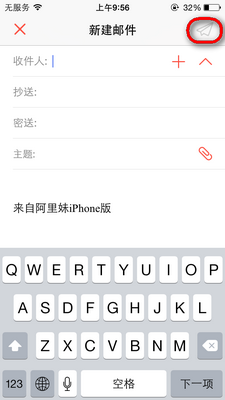 无服务 上午9:56 32%
新建邮件
收件人:
抄送:
密送:
主题:
来自阿里妹iPhone版
Q W E R T Y U I O P
A S D F G H J K L
Z X C V B N M
123 空格 下一项